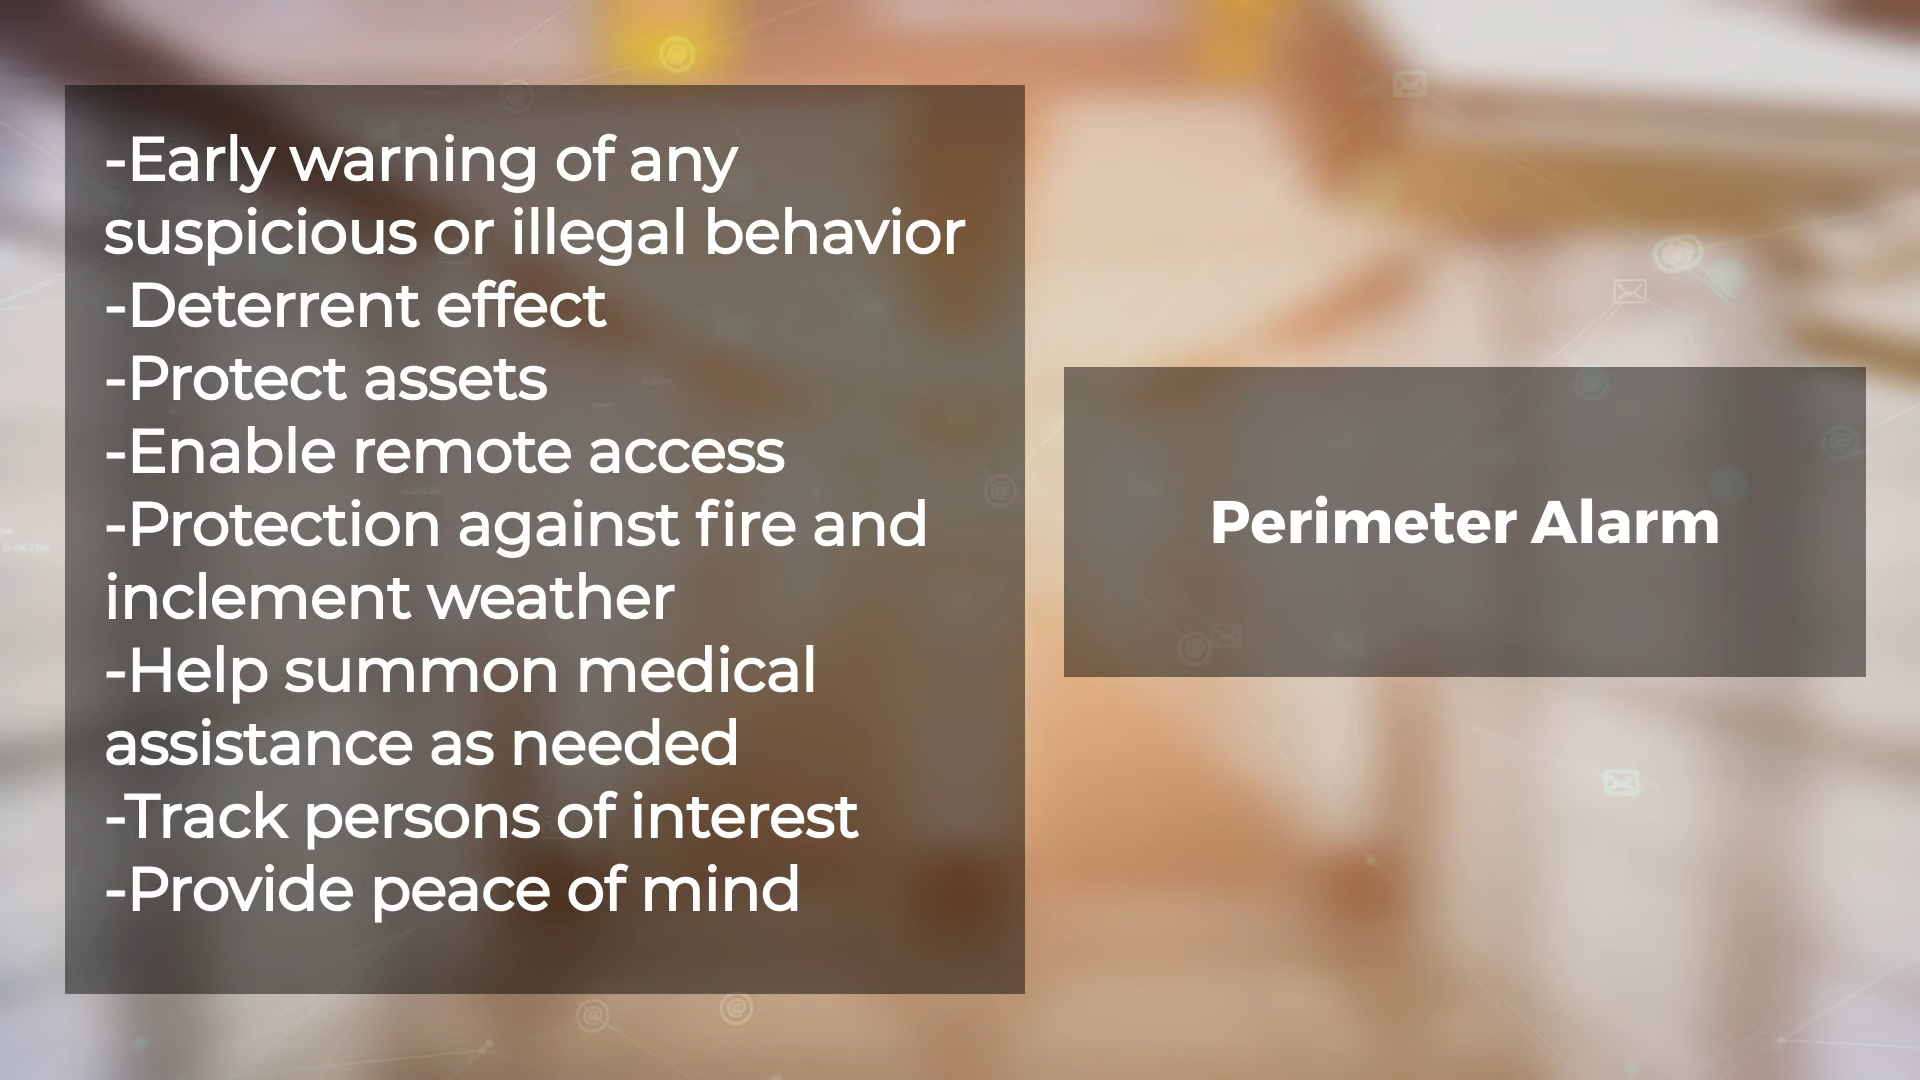 -Early warning of any
suspicious or illegal behavior
-Deterrent effect
-Protect assets
-Enable remote access
-Protection against fire and
inclement weather
-Help summon medical
assistance as needed
-Track persons of interest
-Provide peace of mind
Perimeter Alarm